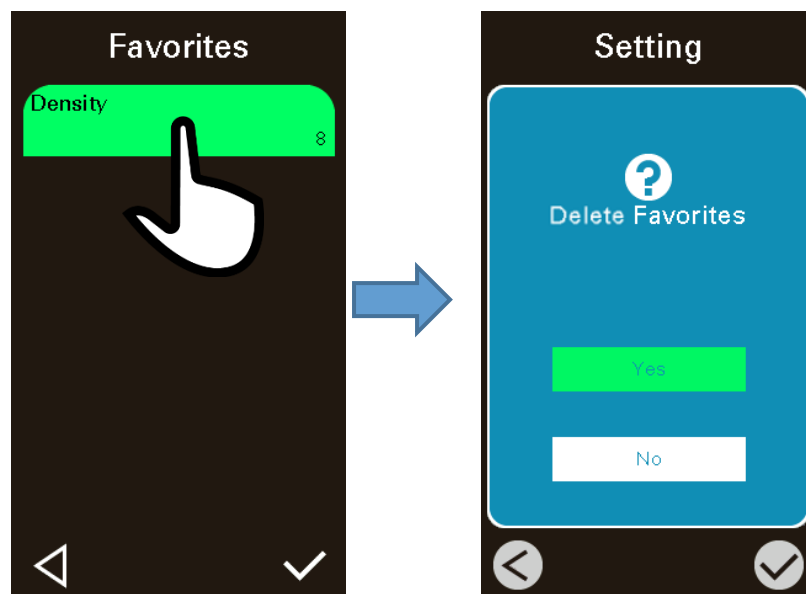 Favorites
Density
8
Setting
?
Delete Favorites
Yes
No